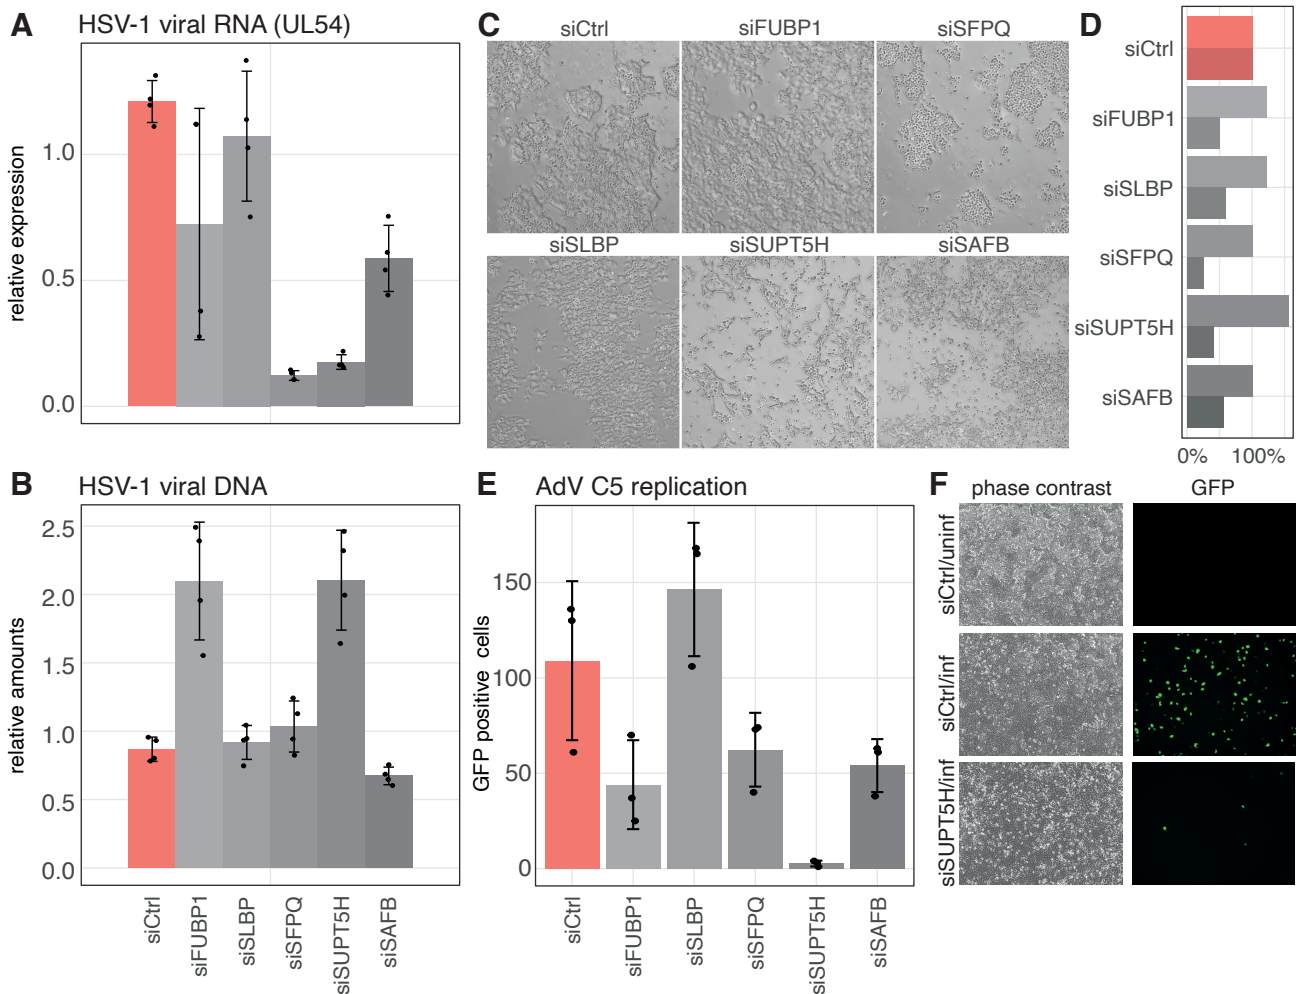 A HSV-1 viral RNA (UL54)
relative expression
1.0
0.5
0.0
B HSV-1 viral DNA
relative amounts
2.5
2.0
1.5
1.0
0.5
0.0
siCtrl
siFUBP1
siSLBP
siSFPQ
siSUPT5H
siSAFB
C
siCtrl siFUBP1 siSFPQ
siSLBP siSUPT5H siSAFB
D
siCtrl
siFUBP1
siSLBP
siSFPQ
siSUPT5H
siSAFB
0% 100%
E AdV C5 replication
GFP positive cells
150
100
50
0
siCtrl
siFUBP1
siSLBP
siSFPQ
siSUPT5H
siSAFB
F phase contrast GFP
siCtrl/uninf
siCtrl/inf
siSUPT5H/inf